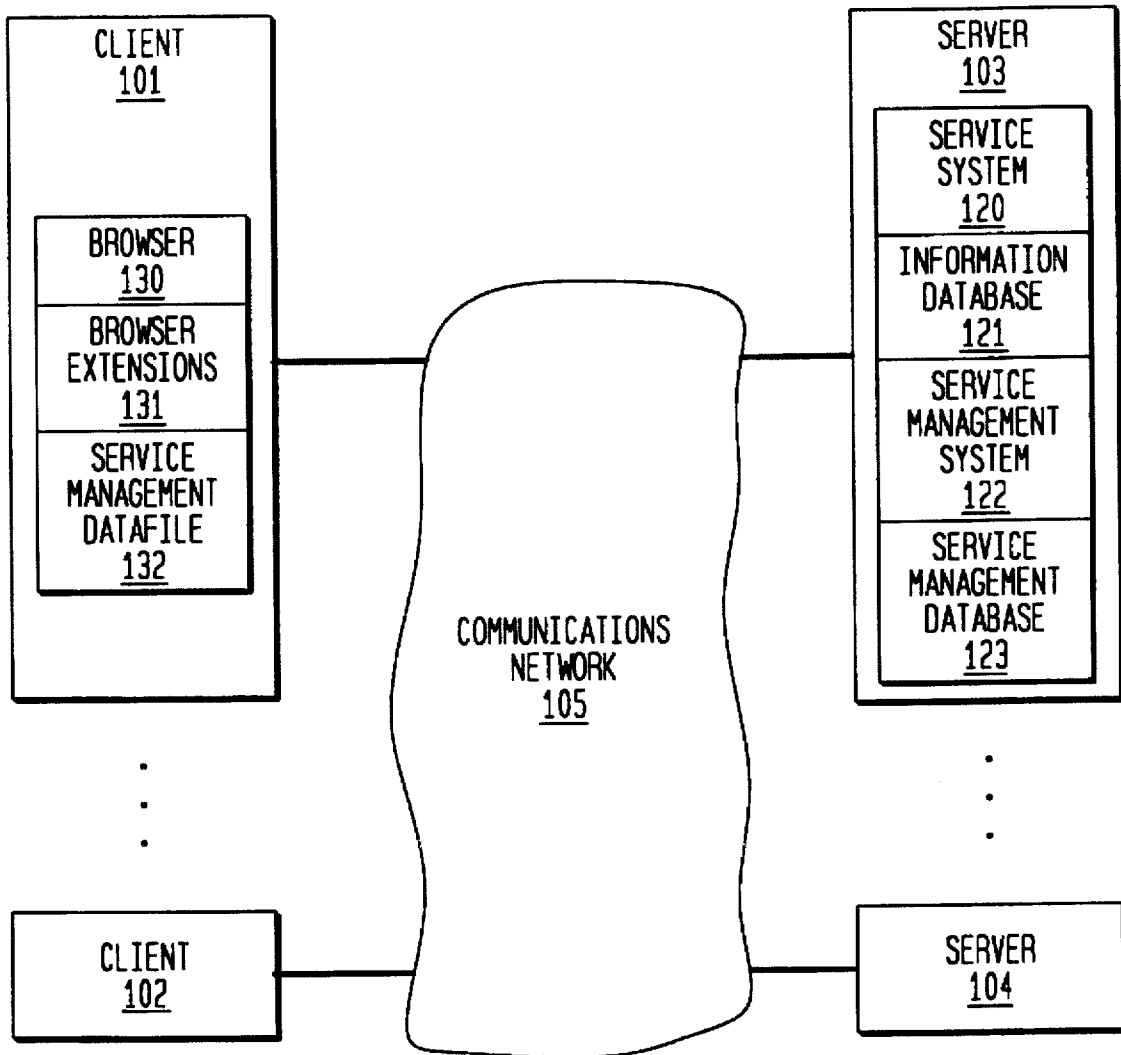 CLIENT
101
BROWSER
130
BROWSER
EXTENSIONS
131
SERVICE
MANAGEMENT
DATAFILE
132
COMMUNICATIONS
NETWORK
105
SERVER
103
SERVICE
SYSTEM
120
INFORMATION
DATABASE
121
SERVICE
MANAGEMENT
SYSTEM
122
SERVICE
MANAGEMENT
DATABASE
123
CLIENT
102
SERVER
104